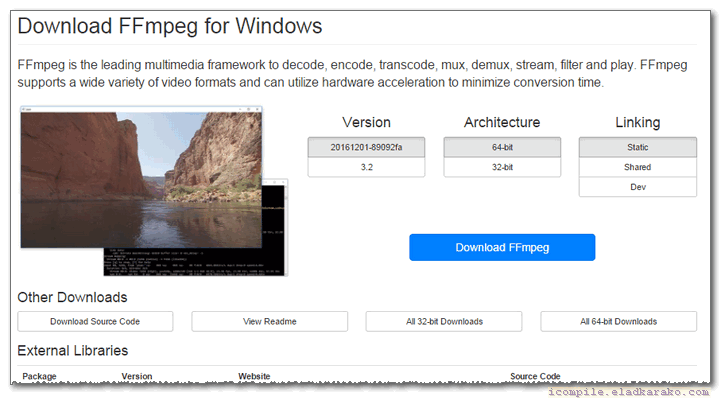 Download FFmpeg for Windows
FFmpeg is the leading multimedia framework to decode, encode, transcode, mux, demux, stream, filter and play. FFmpeg
supports a wide variety of video formats and can utilize hardware acceleration to minimize conversion time.
Version
Architecture
Linking
20161201-89092fa
64-bit
Static
3.2
32-bit
Shared
Dev
Download FFmpeg
Other Downloads
Download Source Code
View Readme
All 32-bit Downloads
All 64-bit Downloads
External Libraries
Package
Version
Website
Source Code
icompile.eladkarako.com